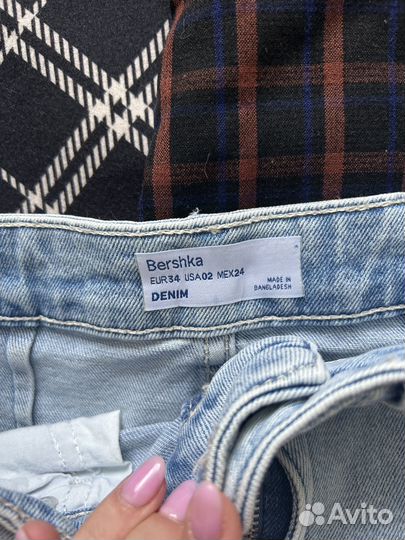 Bershka
EUR34 USA02 MEX24
DENIM
MADE IN
BANGLADESH
Avito